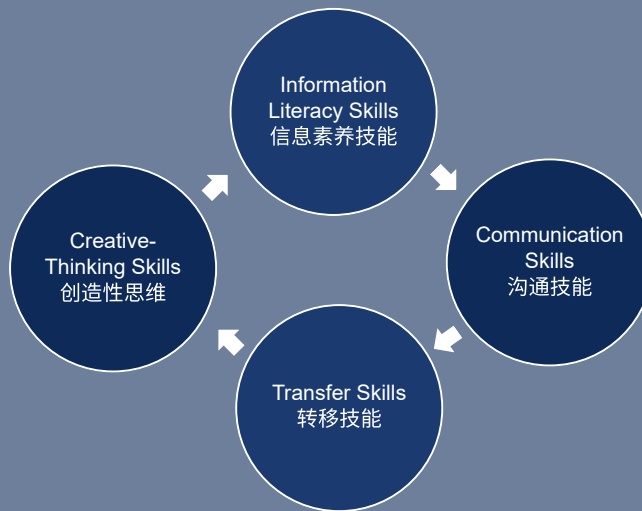 Information
Literacy Skills
信息素养技能
Communication
Skills
沟通技能
Transfer Skills
转移技能
Creative-
Thinking Skills
创造性思维